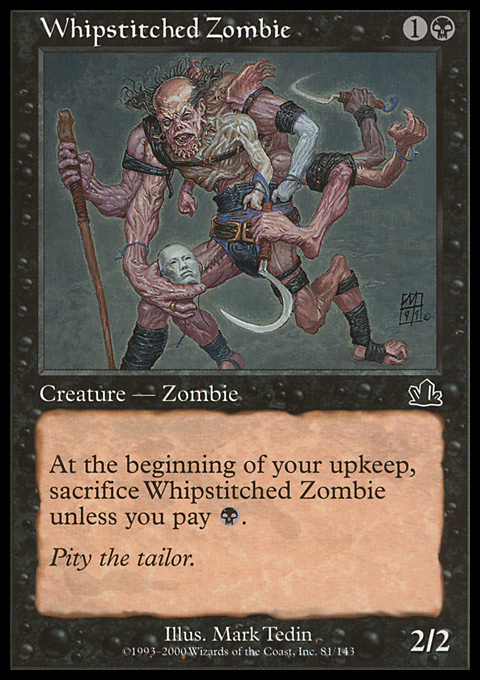 Whipstitched Zombie 1
Creature — Zombie
At the beginning of your upkeep,
sacrifice Whipstitched Zombie
unless you pay .
Pity the tailor.
Illus. Mark Tedin
©1993-2000 Wizards of the Coast, Inc. 81/143
2/2